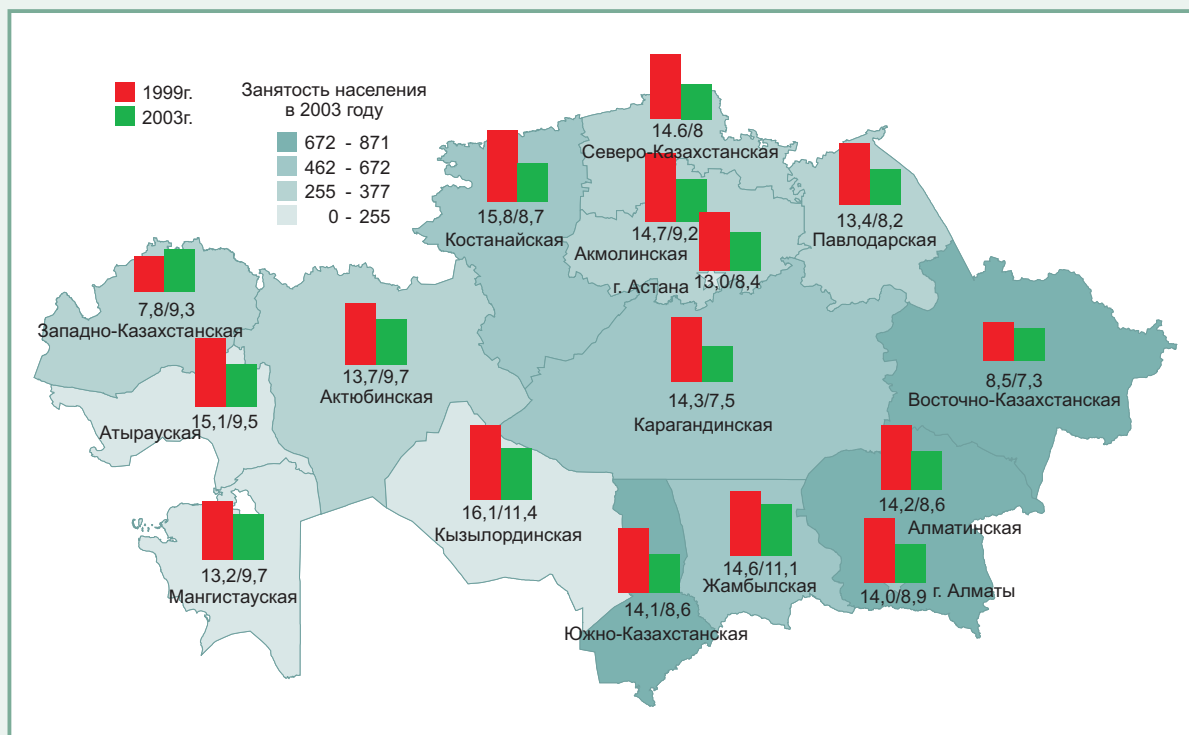 1999г.
2003г.
Занятость населения
в 2003 году
672 - 871
462 - 672
255 - 377
0 - 255
14.6/8
Северо-Казахстанская
15,8/8,7
Костанайская
14,7/9,2
Акмолинская
13,4/8,2
Павлодарская
г. Астана
13,0/8,4
7,8/9,3
Западно-Казахстанская
13,7/9,7
Актюбинская
15,1/9,5
Атырауская
14,3/7,5
Карагандинская
8,5/7,3
Восточно-Казахстанская
16,1/11,4
Кызылординская
14,2/8,6
Алматинская
13,2/9,7
Мангистауская
14,6/11,1
Жамбылская
14,0/8,9
г. Алматы
14,1/8,6
Южно-Казахстанская